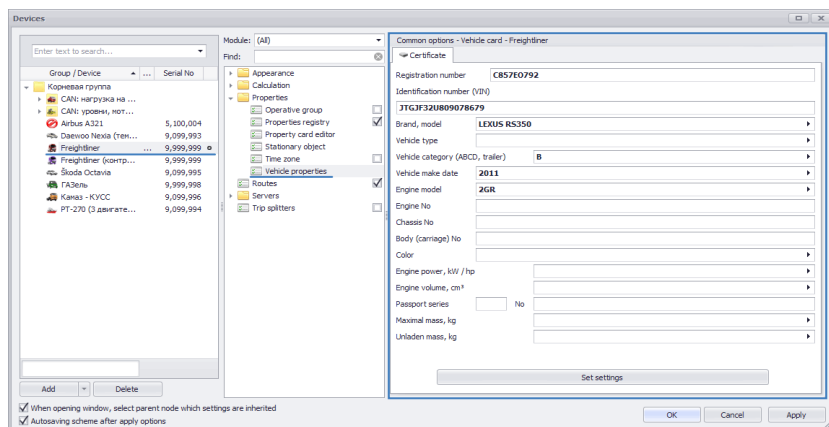 Devices
Enter text to search...
Group / Device ... Serial No
Корневая группа
CAN: нагрузка на ...
CAN: уровни, мот...
Airbus A321 5,100,004
Daewoo Nexia (тен... 9,099,993
Freightliner ... 9,999,999
Freightliner (контр... 9,999,999
Škoda Octavia 9,099,995
ГАЗель 9,999,998
Камаз - КУСС 9,099,996
РТ-270 (3 двигате... 9,099,994
Add Delete
Module: (All)
Find:
Appearance
Calculation
Properties
Operative group
Properties registry
Property card editor
Stationary object
Time zone
Vehicle properties
Routes
Servers
Trip splitters
Common options - Vehicle card - Freightliner
Certificate
Registration number C857EO792
Identification number (VIN)
JTGJF32U809078679
Brand, model LEXUS RS350
Vehicle type
Vehicle category (ABCD, trailer) B
Vehicle make date 2011
Engine model 2GR
Engine No
Chassis No
Body (carriage) No
Color
Engine power, kW / hp
Engine volume, cm³
Passport series No
Maximal mass, kg
Unladen mass, kg
Set settings
When opening window, select parent node which settings are inherited
Autosaving scheme after apply options
OK Cancel Apply